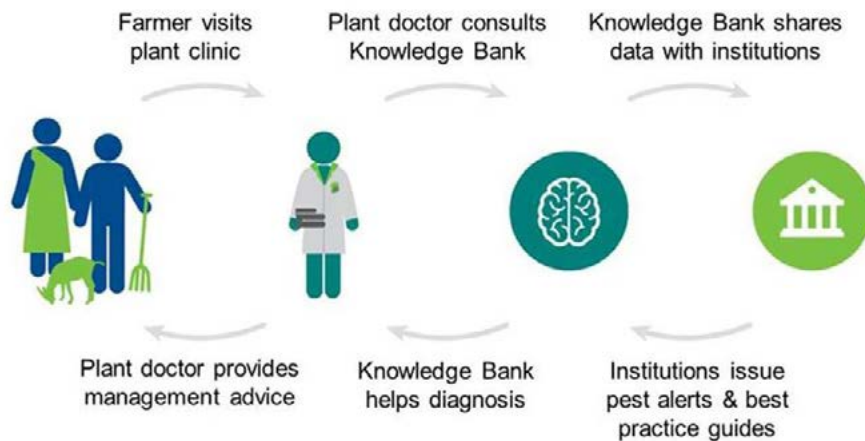 Farmer visits
plant clinic
Plant doctor consults
Knowledge Bank
Knowledge Bank shares
data with institutions
Plant doctor provides
management advice
Knowledge Bank
helps diagnosis
Institutions issue
pest alerts & best
practice guides